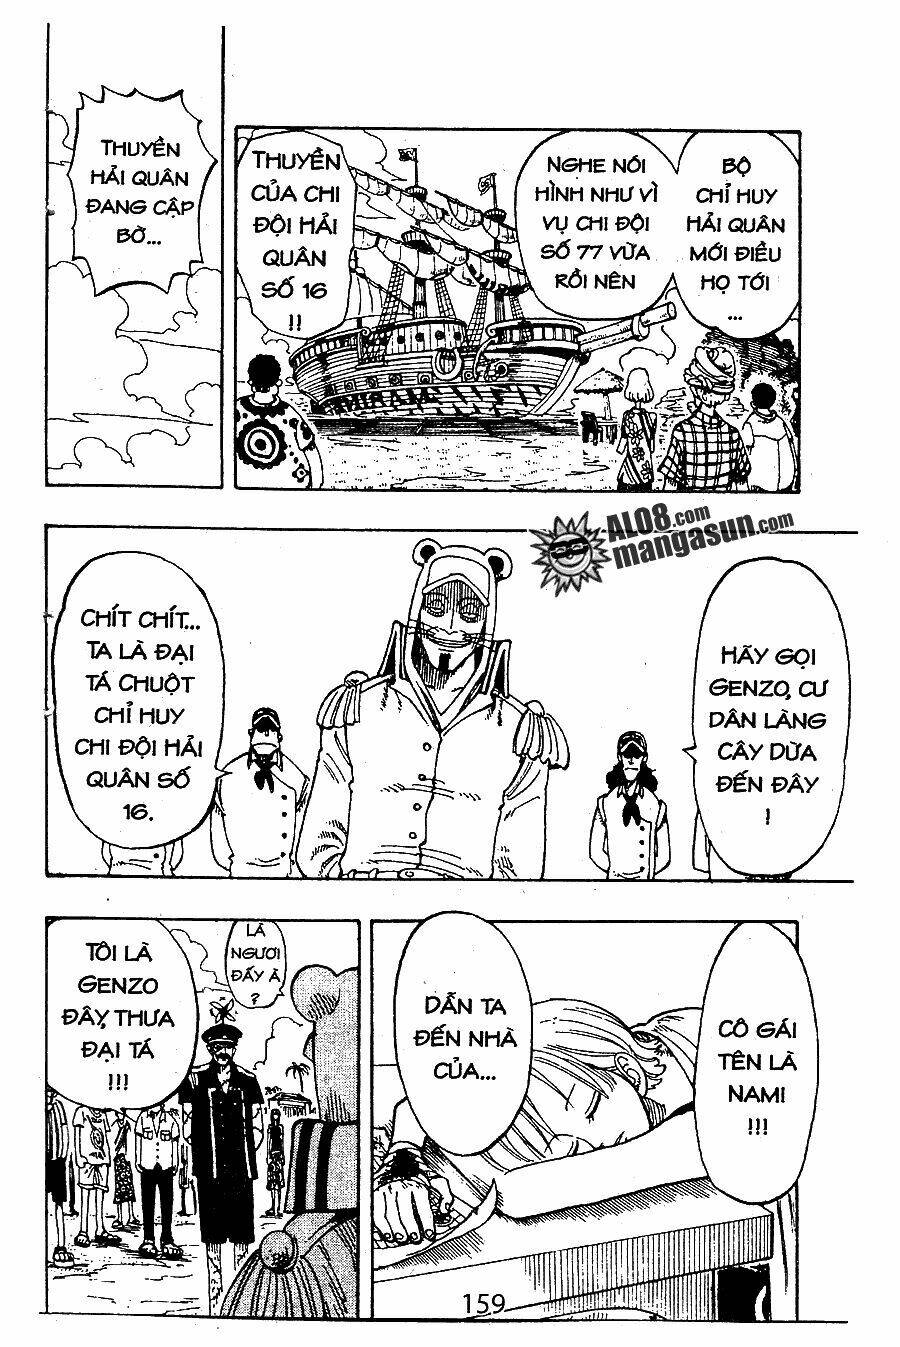 THUYỀN
HẢI QUÂN
ĐANG CẬP
BỜ...
THUYỀN
CỦA CHI
ĐỘI HẢI
QUÂN
SỐ 16
!!
NGHE NÓI
HÌNH NHƯ VÌ
VỤ CHI ĐỘI
SỐ 77 VỪA
RỒI NÊN
BỘ
CHỈ HUY
HẢI QUÂN
MỚI ĐIỀU
HỌ TỚI
...
AL08.com
mangasun.com
CHÍT CHÍT...
TA LÀ ĐẠI
TÁ CHUỘT
CHỈ HUY
CHI ĐỘI HẢI
QUÂN SỐ
16.
HÃY GỌI
GENZO, CƯ
DÂN LÀNG
CÂY DỪA
ĐẾN ĐÂY
!
LÀ
NGƯƠI
ĐẤY À
?
TÔI LÀ
GENZO
ĐÂY, THƯA
ĐẠI TÁ
!!!
DẪN TA
ĐẾN NHÀ
CỦA...
CÔ GÁI
TÊN LÀ
NAMI
!!!
159